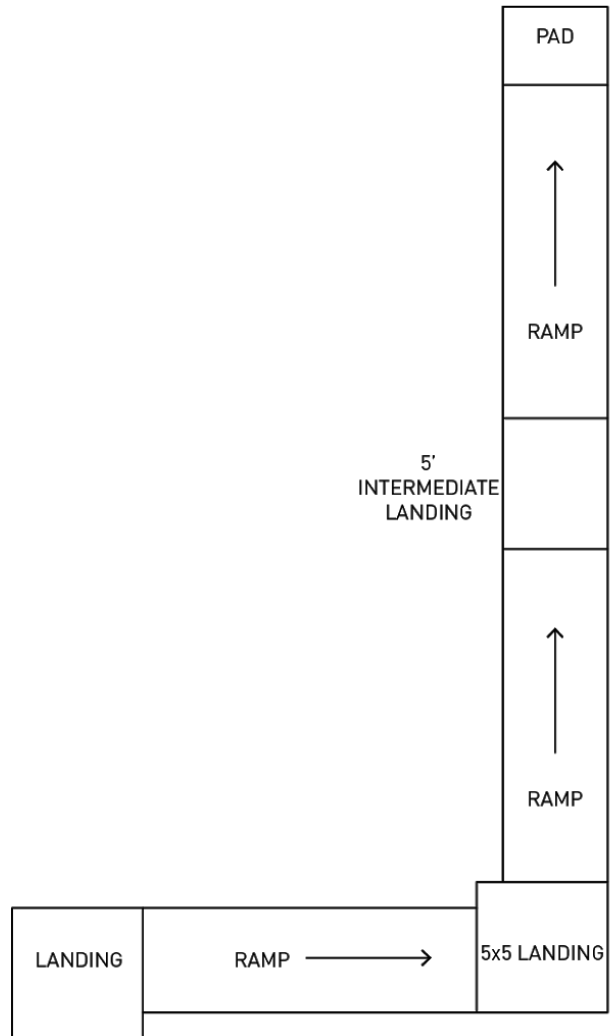 PAD
RAMP
5'
INTERMEDIATE
LANDING
RAMP
LANDING
RAMP
5x5 LANDING